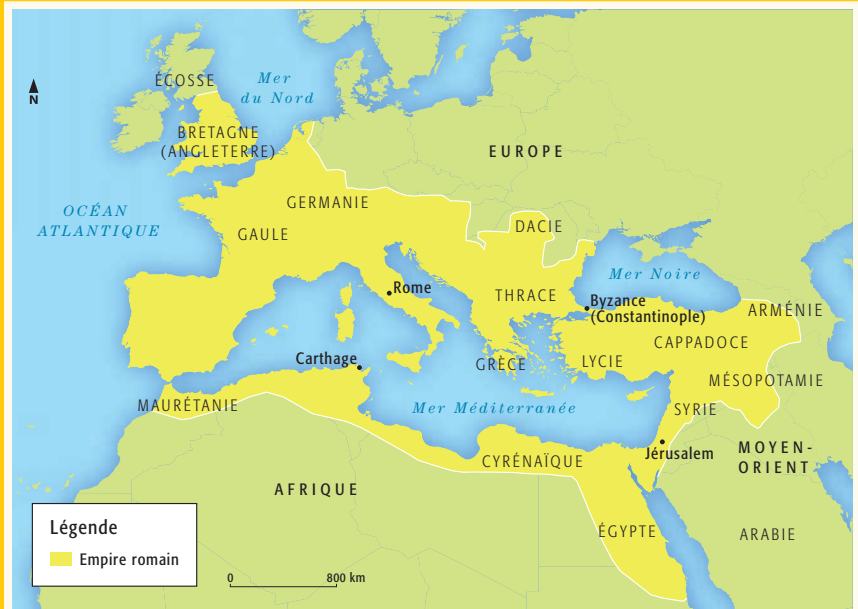 ÉCOSSE
Mer
du Nord
N
BRETAGNE
(ANGLETERRE)
EUROPE
GERMANIE
OCÉAN
ATLANTIQUE
GAULE
DACIE
Mer Noire
Rome
THRACE
Byzance
(Constantinople)
ARMÉNIE
CAPPADOCE
Carthage
GRÈCE
LYCIE
MÉSOPOTAMIE
MAURÉTANIE
Mer Méditerranée
SYRIE
Jérusalem
MOYEN-
ORIENT
CYRÉNAÏQUE
AFRIQUE
ÉGYPTE
ARABIE
Légende
Empire romain
0 800 km